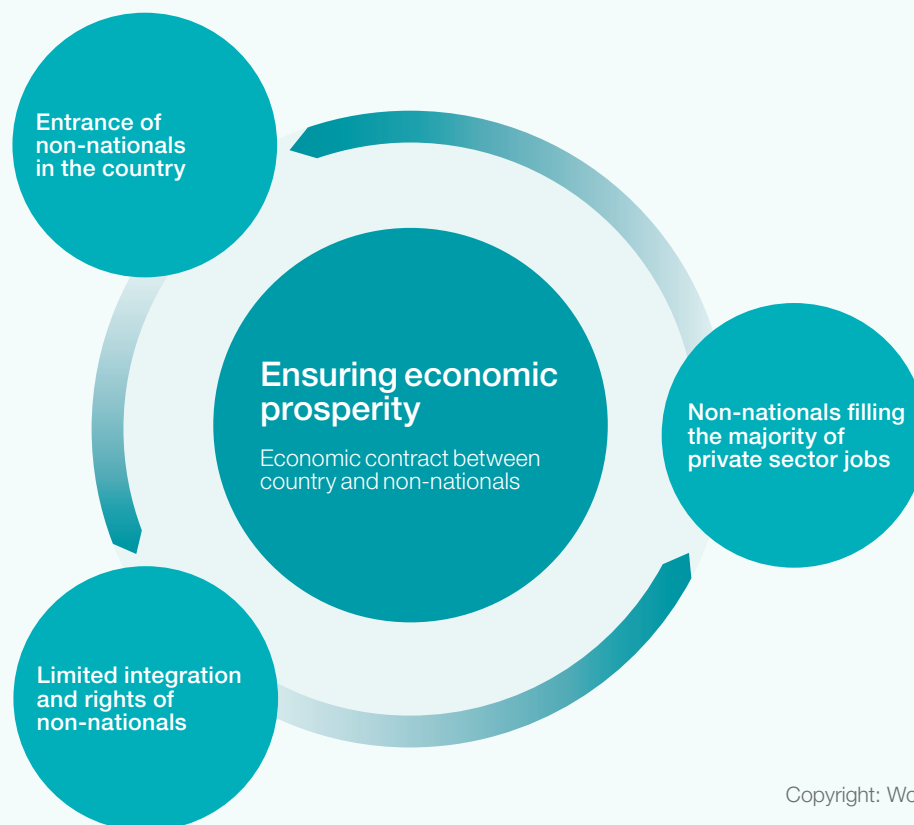 Entrance of
non-nationals
in the country
Ensuring economic
prosperity
Economic contract between
country and non-nationals
Non-nationals filling
the majority of
private sector jobs
Limited integration
and rights of
non-nationals
Copyright: